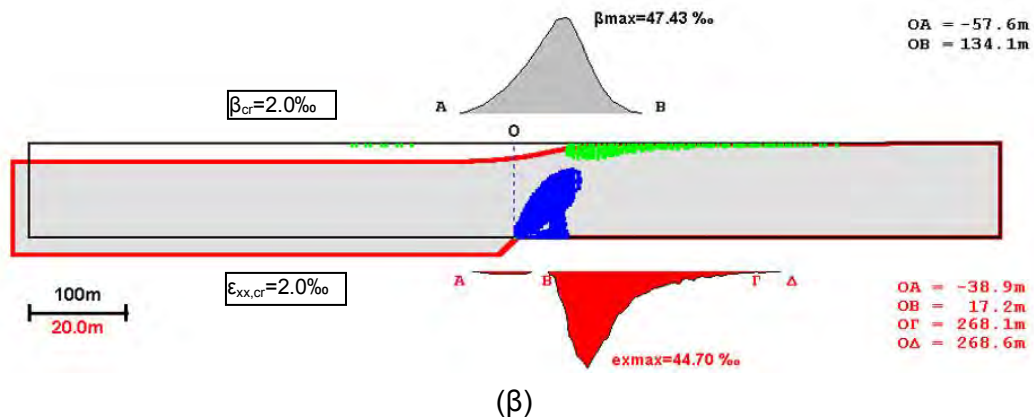 βmax=47.43 ‰
OA = -57.6m
OB = 134.1m
βcr=2.0‰
A
B
O
εxx,cr=2.0‰
A
B
Γ
Δ
100m
20.0m
exmax=44.70 ‰
OA = -38.9m
OB = 17.2m
OΓ = 268.1m
OΔ = 268.6m
(β)